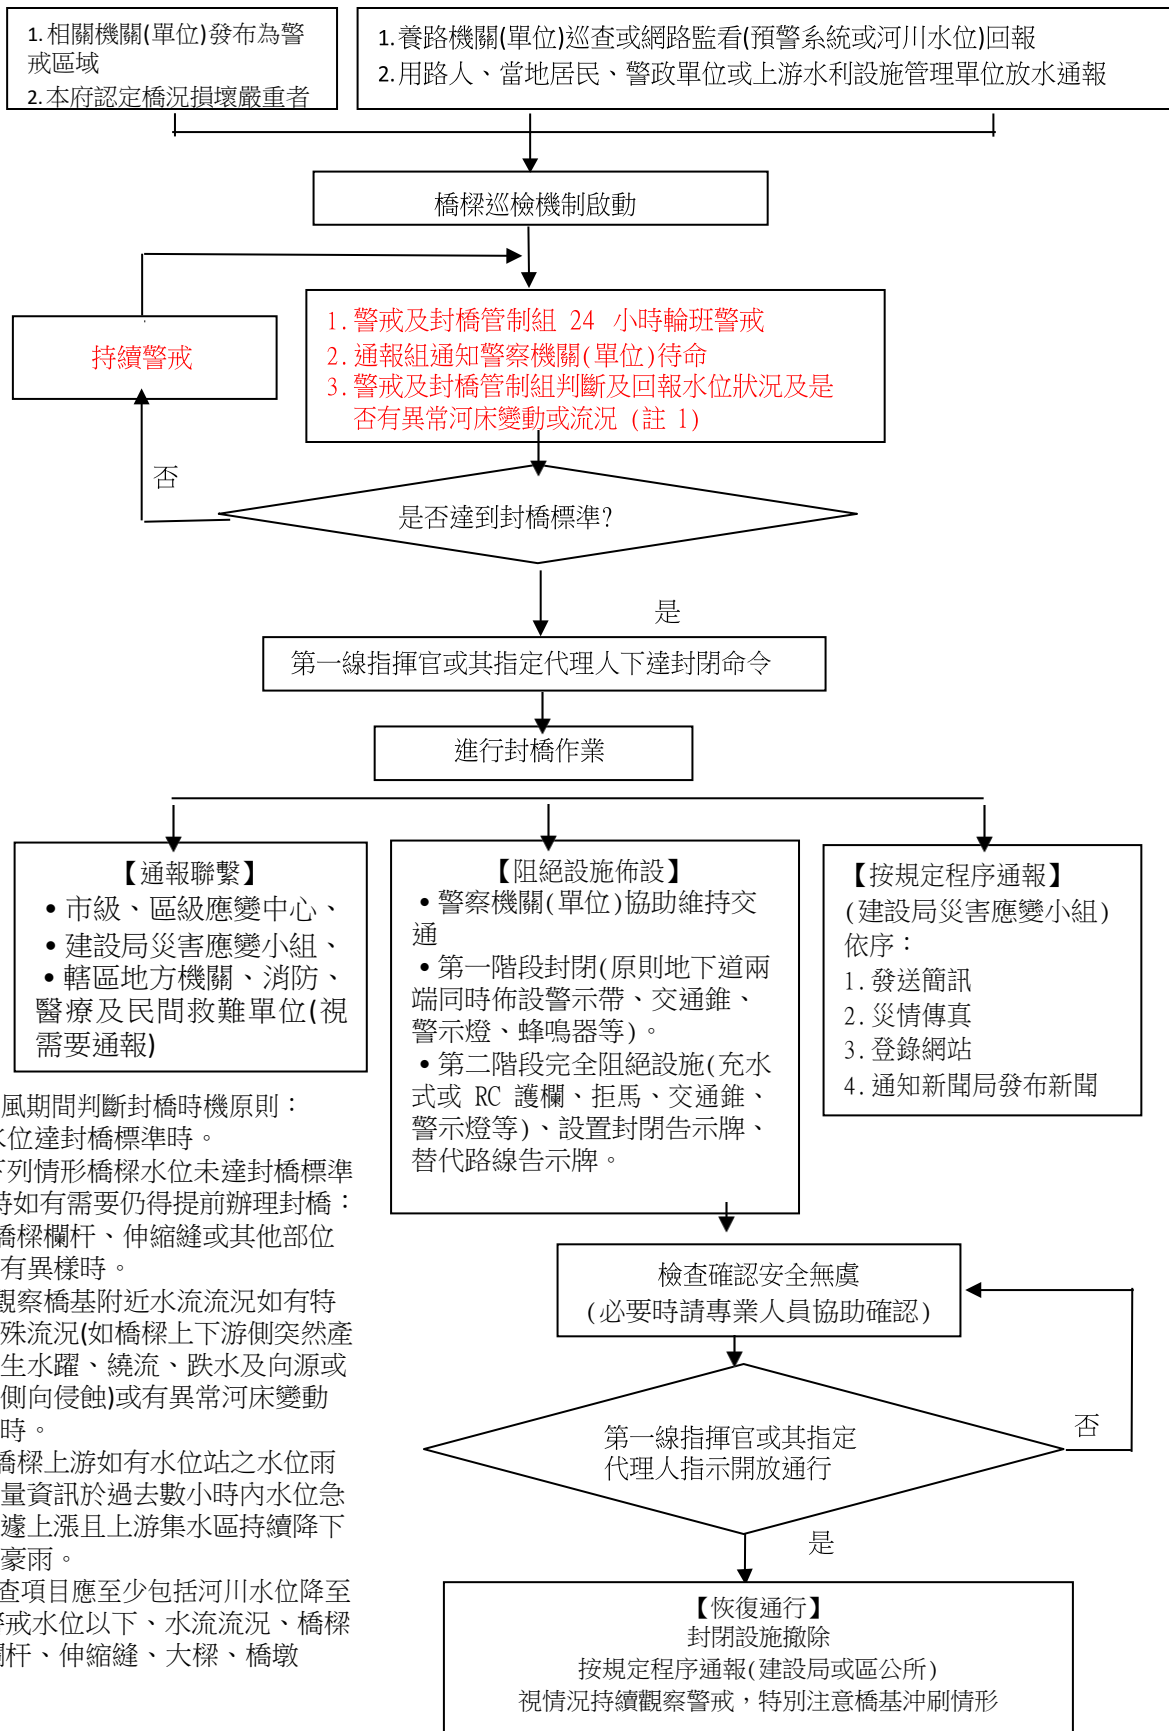 1.相關機關(單位)發布為警
戒區域
2.本府認定橋況損壞嚴重者
1.養路機關(單位)巡查或網路監看(預警系統或河川水位)回報
2.用路人、當地居民、警政單位或上游水利設施管理單位放水通報
橋樑巡檢機制啟動
1.警戒及封橋管制組 24 小時輪班警戒
2.通報組通知警察機關(單位)待命
3.警戒及封橋管制組判斷及回報水位狀況及是
否有異常河床變動或流況 (註 1)
持續警戒
否
是否達到封橋標準?
是
第一線指揮官或其指定代理人下達封閉命令
進行封橋作業
【通報聯繫】
•市級、區級應變中心、
•建設局災害應變小組、
•轄區地方機關、消防、
醫療及民間救難單位(視
需要通報)
【阻絕設施佈設】
•警察機關(單位)協助維持交
通
•第一階段封閉(原則地下道兩
端同時佈設警示帶、交通錐、
警示燈、蜂鳴器等)。
•第二階段完全阻絕設施(充水
式或 RC 護欄、拒馬、交通錐、
警示燈等)、設置封閉告示牌、
替代路線告示牌。
【按規定程序通報】
(建設局災害應變小組)
依序：
1.發送簡訊
2.災情傳真
3.登錄網站
4.通知新聞局發布新聞
風期間判斷封橋時機原則：
水位達封橋標準時。
下列情形橋樑水位未達封橋標準
時如有需要仍得提前辦理封橋：
橋樑欄杆、伸縮縫或其他部位
有異樣時。
觀察橋基附近水流流況如有特
殊流況(如橋樑上下游側突然產
生水躍、繞流、跌水及向源或
側向侵蝕)或有異常河床變動
時。
橋樑上游如有水位站之水位雨
量資訊於過去數小時內水位急
遽上漲且上游集水區持續降下
豪雨。
查項目應至少包括河川水位降至
警戒水位以下、水流流況、橋樑
欄杆、伸縮縫、大樑、橋墩
檢查確認安全無虞
(必要時請專業人員協助確認)
第一線指揮官或其指定
代理人指示開放通行
否
是
【恢復通行】
封閉設施撤除
按規定程序通報(建設局或區公所)
視情況持續觀察警戒，特別注意橋基沖刷情形